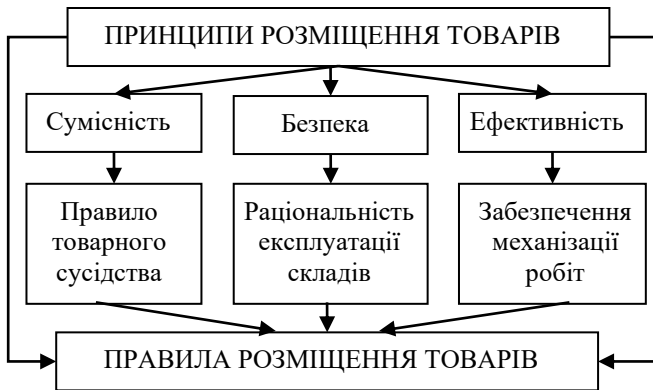 ПРИНЦИПИ РОЗМІЩЕННЯ ТОВАРІВ
Сумісність
Безпека
Ефективність
Правило
товарного
сусідства
Раціональність
експлуатації
складів
Забезпечення
механізації
робіт
ПРАВИЛА РОЗМІЩЕННЯ ТОВАРІВ